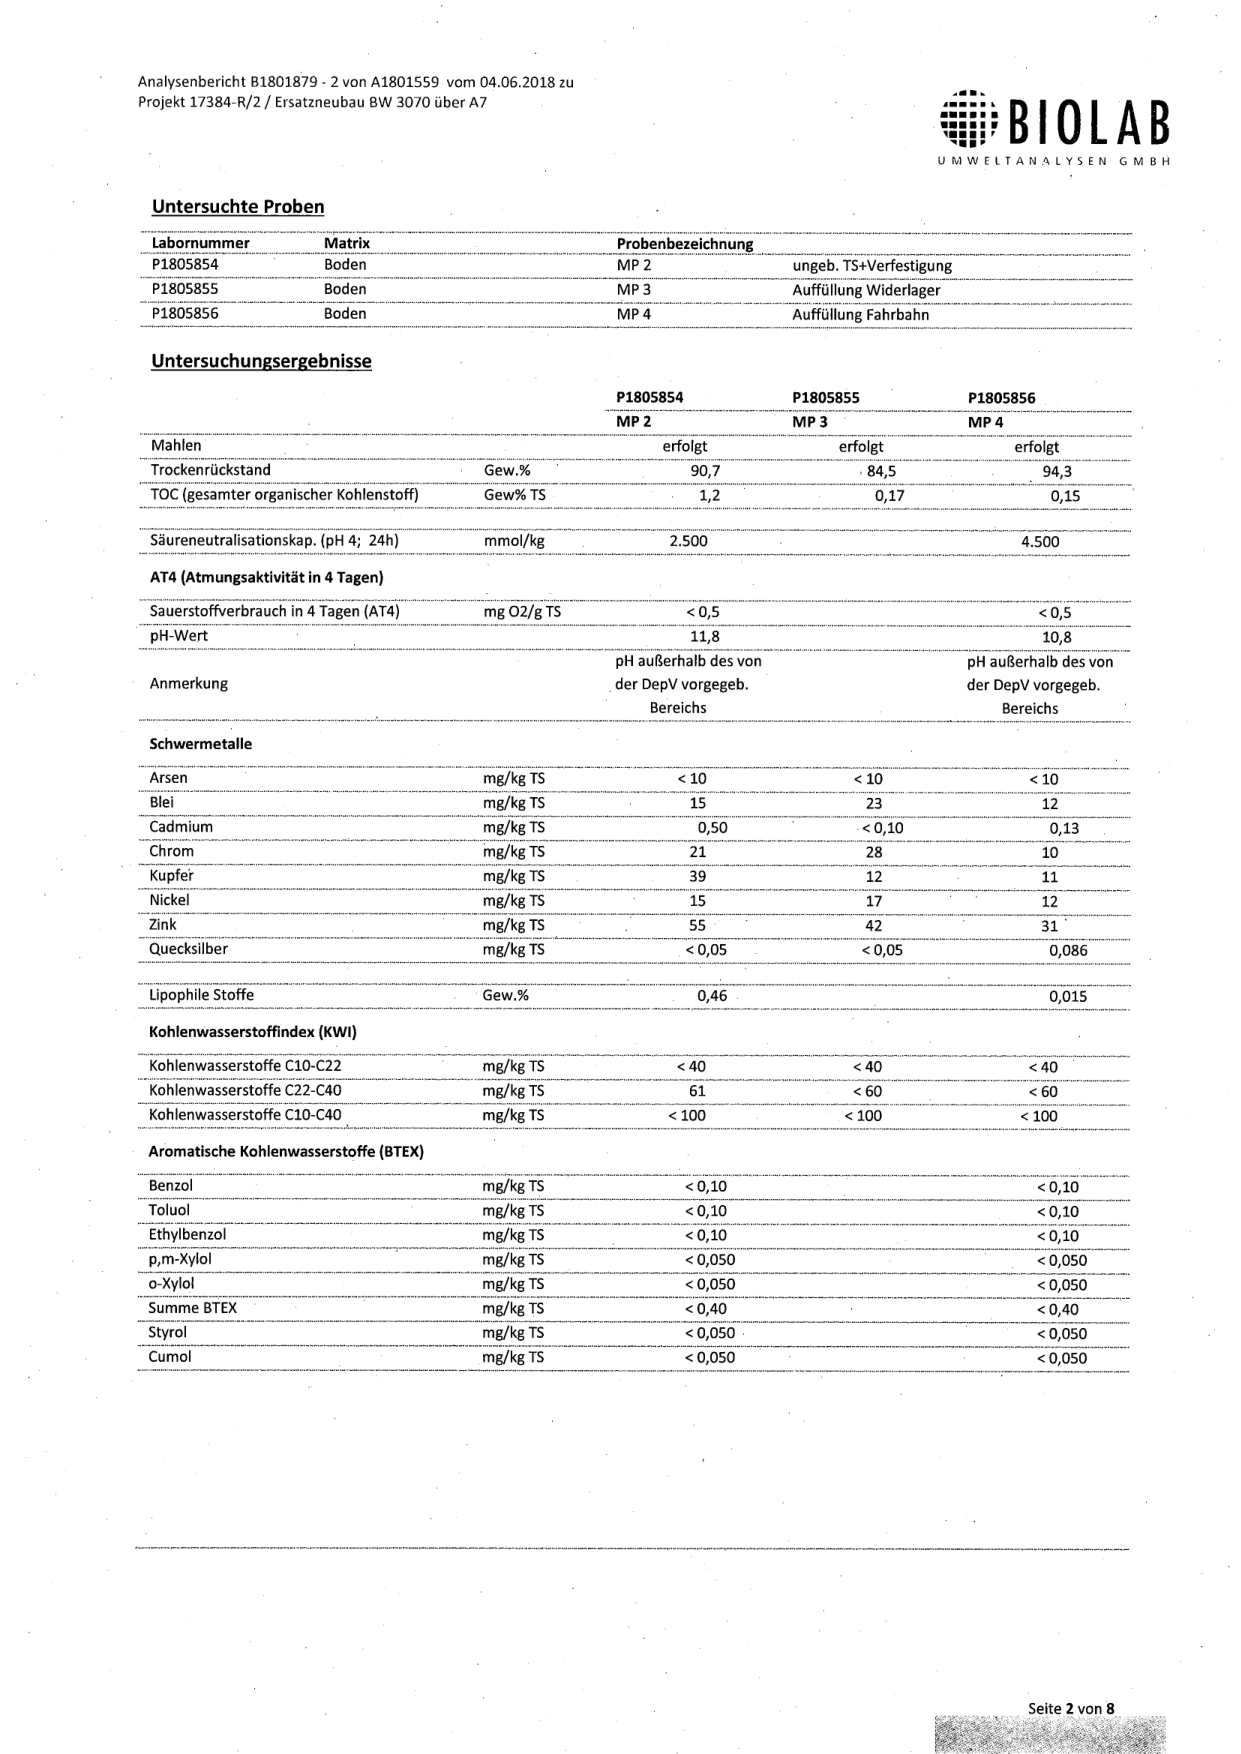 Analysenbericht B1801879 - 2 von A1801559 vom 04.06.2018 zu
Projekt 17384-R/2 / Ersatzneubau BW 3070 über A7
BIOLAB
UMWELTANALYSEN GMBH
Untersuchte Proben
Labornummer Matrix Probenbezeichnung
P1805854 Boden MP 2 ungeb. TS+Verfestigung
P1805855 Boden MP 3 Auffüllung Widerlager
P1805856 Boden MP 4 Auffüllung Fahrbahn
Untersuchungsergebnisse
P1805854 P1805855 P1805856
MP 2 MP 3 MP 4
Mahlen erfolgt erfolgt erfolgt
Trockenrückstand Gew.% 90,7 84,5 94,3
TOC (gesamter organischer Kohlenstoff) Gew% TS 1,2 0,17 0,15
Säureneutralisationskap. (pH 4; 24h) mmol/kg 2.500 4.500
AT4 (Atmungsaktivität in 4 Tagen)
Sauerstoffverbrauch in 4 Tagen (AT4) mg O2/g TS < 0,5 < 0,5
pH-Wert 11,8 10,8
pH außerhalb des von pH außerhalb des von
Anmerkung der DepV vorgegeb. der DepV vorgegeb.
Bereichs Bereichs
Schwermetalle
Arsen mg/kg TS < 10 < 10 < 10
Blei mg/kg TS 15 23 12
Cadmium mg/kg TS 0,50 < 0,10 0,13
Chrom mg/kg TS 21 28 10
Kupfer mg/kg TS 39 12 11
Nickel mg/kg TS 15 17 12
Zink mg/kg TS 55 42 31
Quecksilber mg/kg TS < 0,05 < 0,05 0,086
Lipophile Stoffe Gew.% 0,46 0,015
Kohlenwasserstoffindex (KWI)
Kohlenwasserstoffe C10-C22 mg/kg TS < 40 < 40 < 40
Kohlenwasserstoffe C22-C40 mg/kg TS 61 < 60 < 60
Kohlenwasserstoffe C10-C40 mg/kg TS < 100 < 100 < 100
Aromatische Kohlenwasserstoffe (BTEX)
Benzol mg/kg TS < 0,10 < 0,10
Toluol mg/kg TS < 0,10 < 0,10
Ethylbenzol mg/kg TS < 0,10 < 0,10
p,m-Xylol mg/kg TS < 0,050 < 0,050
o-Xylol mg/kg TS < 0,050 < 0,050
Summe BTEX mg/kg TS < 0,40 < 0,40
Styrol mg/kg TS < 0,050 < 0,050
Cumol mg/kg TS < 0,050 < 0,050
Seite 2 von 8